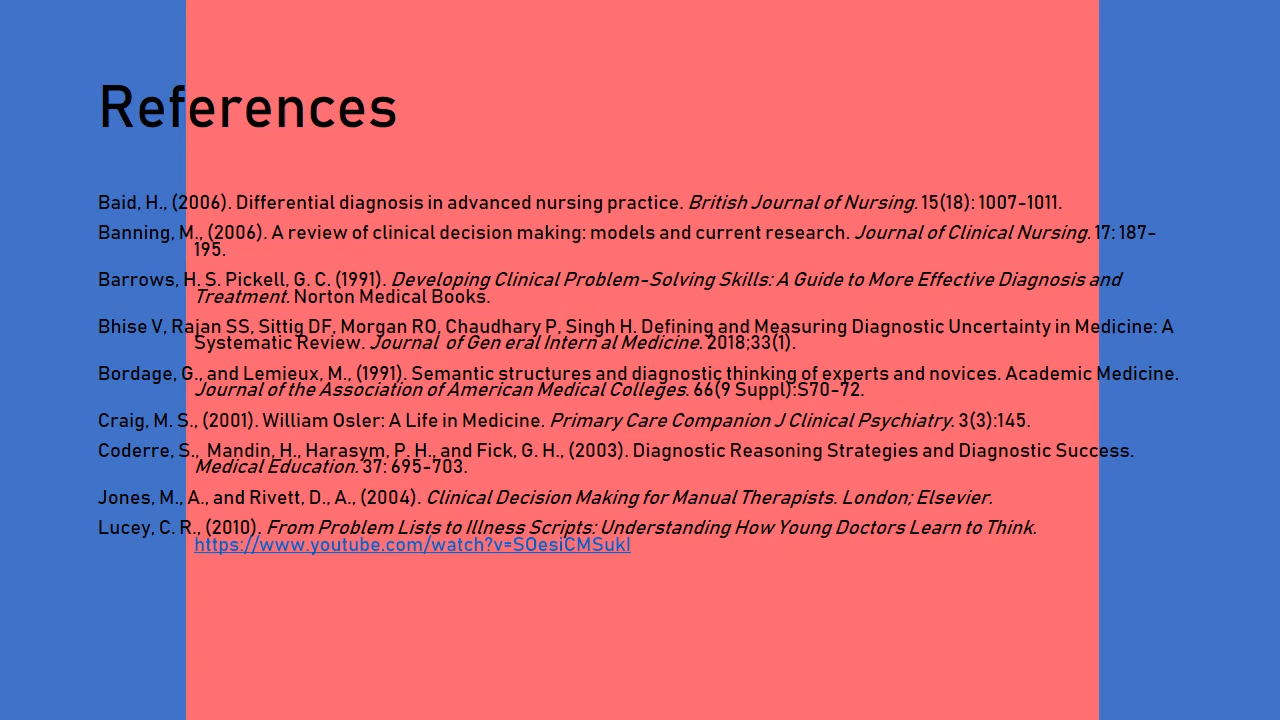 References
Baid, H., (2006). Differential diagnosis in advanced nursing practice. British Journal of Nursing. 15(18): 1007-1011.
Banning, M., (2006). A review of clinical decision making: models and current research. Journal of Clinical Nursing. 17: 187-
195.
Barrows, H. S. Pickell, G. C. (1991). Developing Clinical Problem-Solving Skills: A Guide to More Effective Diagnosis and
Treatment. Norton Medical Books.
Bhise V, Rajan SS, Sittig DF, Morgan RO, Chaudhary P, Singh H. Defining and Measuring Diagnostic Uncertainty in Medicine: A
Systematic Review. Journal of Gen eral Intern al Medicine. 2018;33(1).
Bordage, G., and Lemieux, M., (1991). Semantic structures and diagnostic thinking of experts and novices. Academic Medicine.
Journal of the Association of American Medical Colleges. 66(9 Suppl):S70-72.
Craig, M. S., (2001). William Osler: A Life in Medicine. Primary Care Companion J Clinical Psychiatry. 3(3):145.
Coderre, S., Mandin, H., Harasym, P. H., and Fick, G. H., (2003). Diagnostic Reasoning Strategies and Diagnostic Success.
Medical Education. 37: 695-703.
Jones, M., A., and Rivett, D., A., (2004). Clinical Decision Making for Manual Therapists. London; Elsevier.
Lucey, C. R., (2010). From Problem Lists to Illness Scripts: Understanding How Young Doctors Learn to Think.
https://www.youtube.com/watch?v=SOesiCMSukI